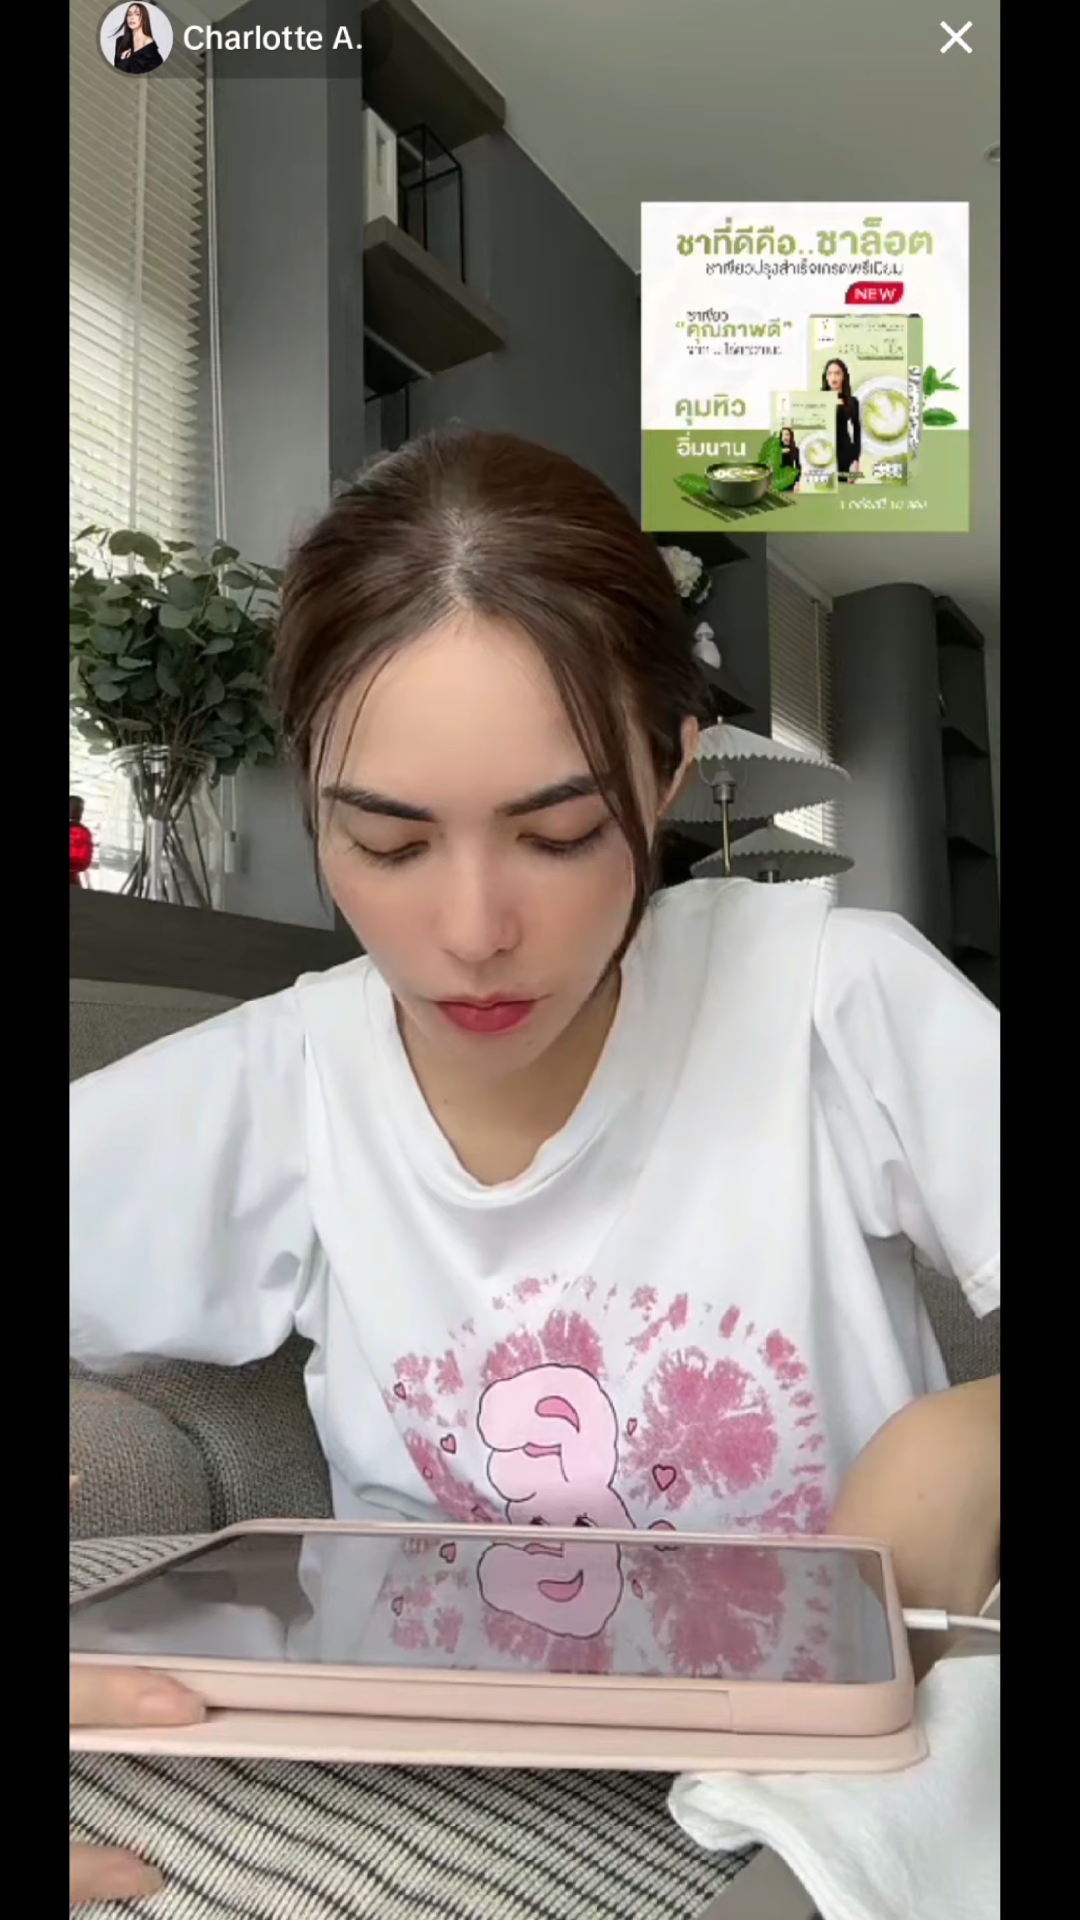 Charlotte A.
ชาที่ดีคือ..ชาล็อต
ชาเขียวปรุงสำเร็จเกรดพรีเมียม
NEW
ชาเขียว
“คุณภาพดี”
GREEN TEA
คุมหิว
อิ่มนาน